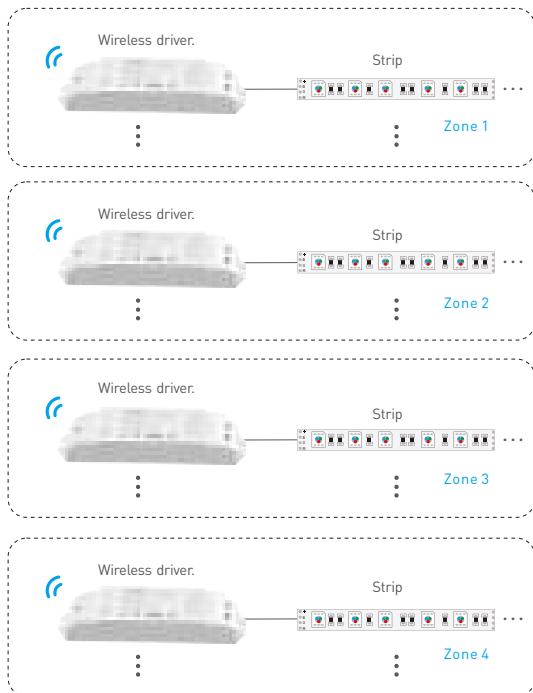 Wireless driver.
Strip
Zone 1
Wireless driver.
Strip
Zone 2
Wireless driver.
Strip
Zone 3
Wireless driver.
Strip
Zone 4